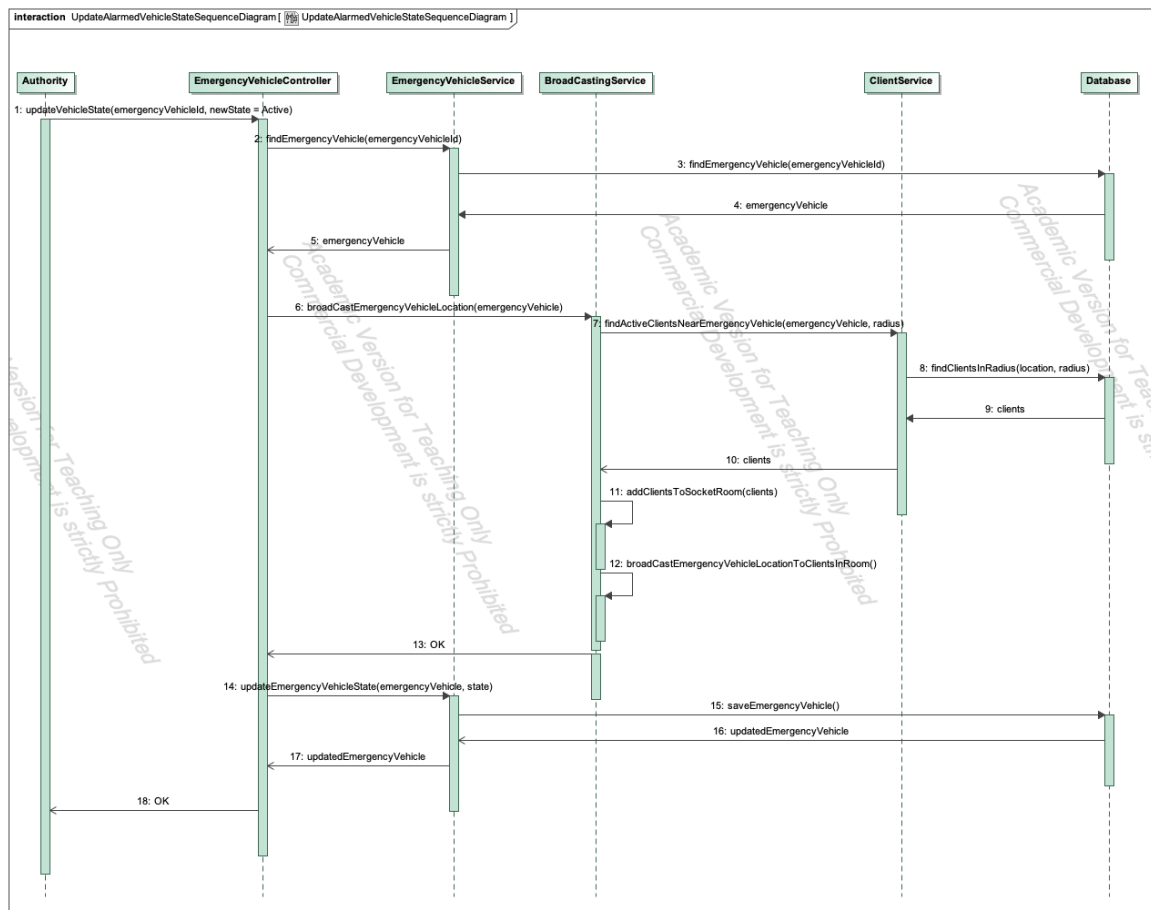 interaction UpdateAlarmedVehicleStateSequenceDiagram [ UpdateAlarmedVehicleStateSequenceDiagram ]
Authority
EmergencyVehicleController
EmergencyVehicleService
BroadCastingService
ClientService
Database
1: updateVehicleState(emergencyVehicleId, newState = Active)
2: findEmergencyVehicle(emergencyVehicleId)
3: findEmergencyVehicle(emergencyVehicleId)
4: emergencyVehicle
5: emergencyVehicle
6: broadCastEmergencyVehicleLocation(emergencyVehicle)
7: findActiveClientsNearEmergencyVehicle(emergencyVehicle, radius)
8: findClientsInRadius(location, radius)
9: clients
10: clients
11: addClientsToSocketRoom(clients)
12: broadCastEmergencyVehicleLocationToClientsInRoom()
13: OK
14: updateEmergencyVehicleState(emergencyVehicle, state)
15: saveEmergencyVehicle()
16: updatedEmergencyVehicle
17: updatedEmergencyVehicle
18: OK
Version for Teaching Only
Development is strictly Prohibited
Academic Version for Teaching Only
Commercial Development is strictly Prohibited
Academic Version for Teaching Only
Commercial Development is strictly Prohibited
Academic Version for
Commercial Development is